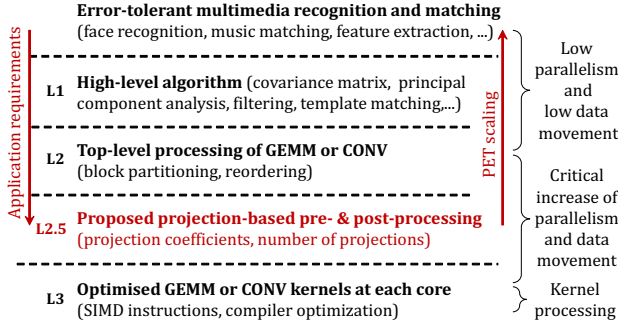 Error-tolerant multimedia recognition and matching
(face recognition, music matching, feature extraction, ...)
L1 High-level algorithm (covariance matrix, principal
component analysis, filtering, template matching,...)
L2 Top-level processing of GEMM or CONV
(block partitioning, reordering)
L2.5 Proposed projection-based pre- & post-processing
(projection coefficients, number of projections)
L3 Optimised GEMM or CONV kernels at each core
(SIMD instructions, compiler optimization)
Application requirements
PET scaling
Low
parallelism
and
low data
movement
Critical
increase of
parallelism
and data
movement
Kernel
processing